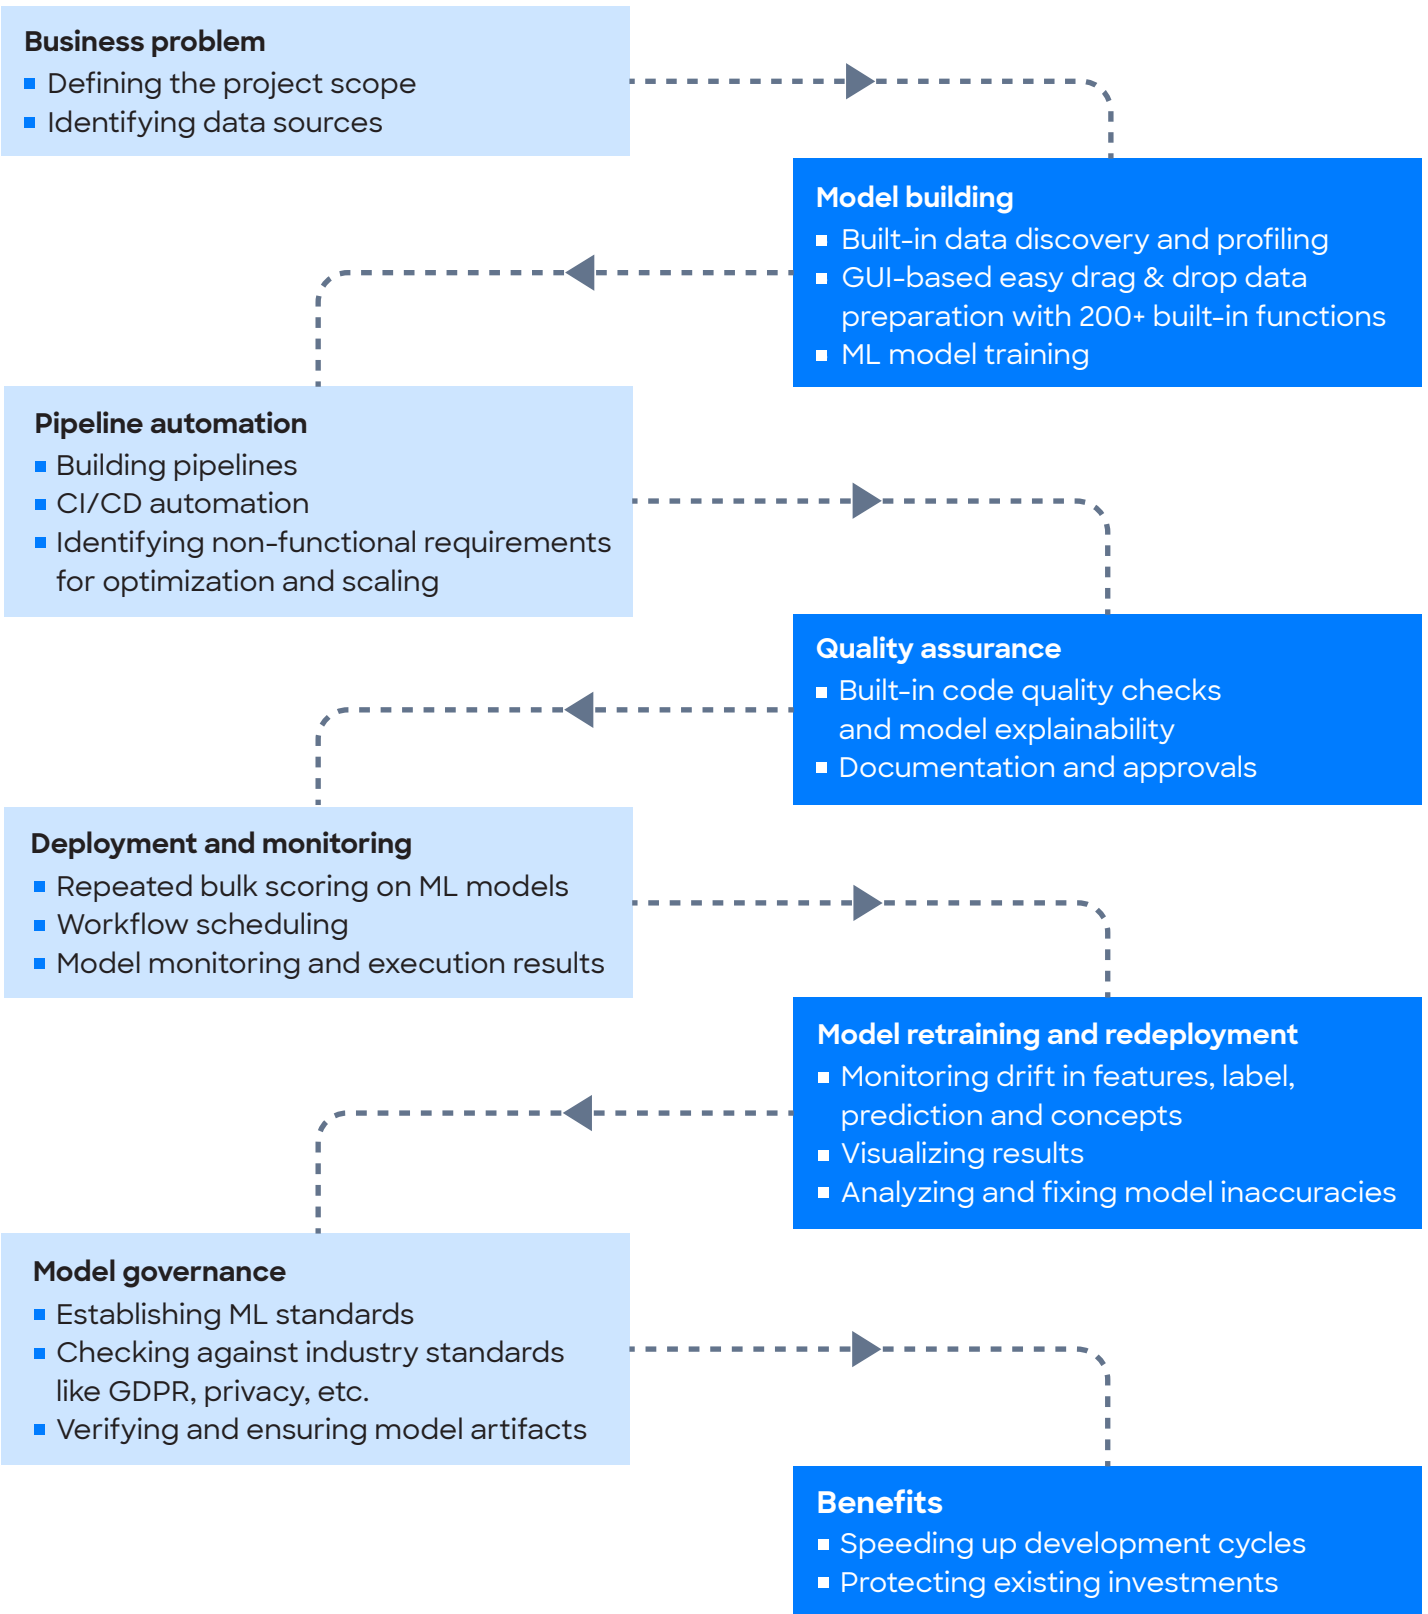 Business problem
Defining the project scope
Identifying data sources
Model building
Built-in data discovery and profiling
GUI-based easy drag & drop data
preparation with 200+ built-in functions
ML model training
Pipeline automation
Building pipelines
CI/CD automation
Identifying non-functional requirements
for optimization and scaling
Quality assurance
Built-in code quality checks
and model explainability
Documentation and approvals
Deployment and monitoring
Repeated bulk scoring on ML models
Workflow scheduling
Model monitoring and execution results
Model retraining and redeployment
Monitoring drift in features, label,
prediction and concepts
Visualizing results
Analyzing and fixing model inaccuracies
Model governance
Establishing ML standards
Checking against industry standards
like GDPR, privacy, etc.
Verifying and ensuring model artifacts
Benefits
Speeding up development cycles
Protecting existing investments